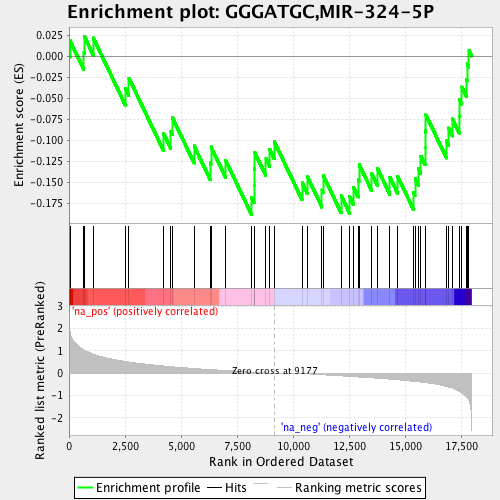 Enrichment plot: GGGATGC,MIR-324-5P
Enrichment score (ES)
0.025
0.000
-0.025
-0.050
-0.075
-0.100
-0.125
-0.150
-0.175
'na_pos' (positively correlated)
Ranked list metric (PreRanked)
3
2
1
0
-1
-2
Zero cross at 9177
'na_neg' (negatively correlated)
0
2,500
5,000
7,500
10,000
12,500
15,000
17,500
Rank in Ordered Dataset
Enrichment profile
Hits
Ranking metric scores